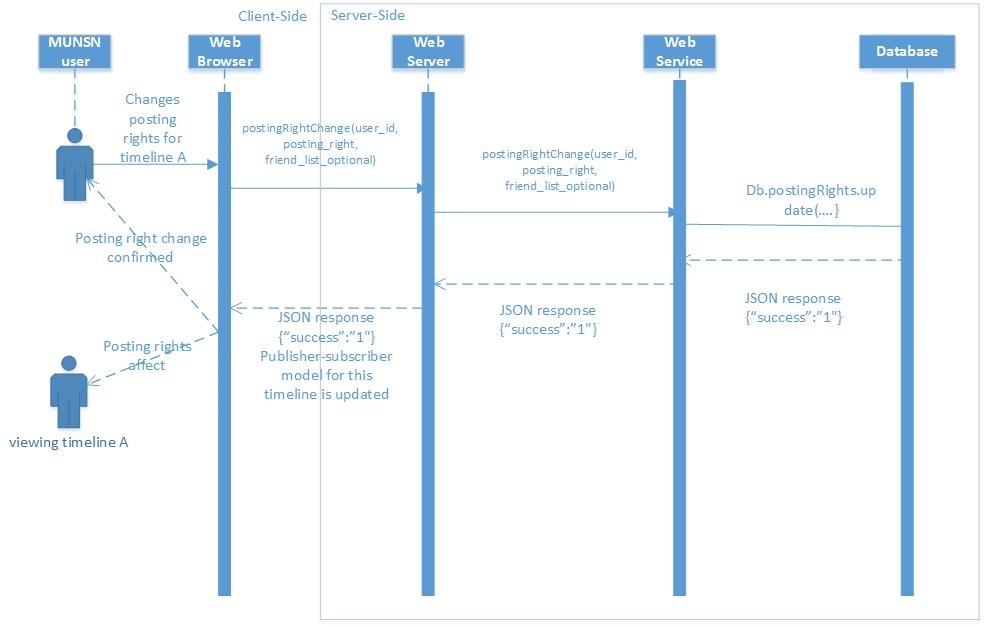 Client-Side
Server-Side
MUNSN
user
Web
Browser
Web
Server
Web
Service
Database
Changes
posting
rights for
timeline A
postingRightChange(user_id,
posting_right,
friend_list_optional)
postingRightChange(user_id,
posting_right,
friend_list_optional)
Db.postingRights.up
date(....}
Posting right change
confirmed
JSON response
{“success”:”1"}
Publisher-subscriber
model for this
timeline is updated
JSON response
{“success”:”1"}
JSON response
{“success”:”1"}
Posting rights
affect
viewing timeline A